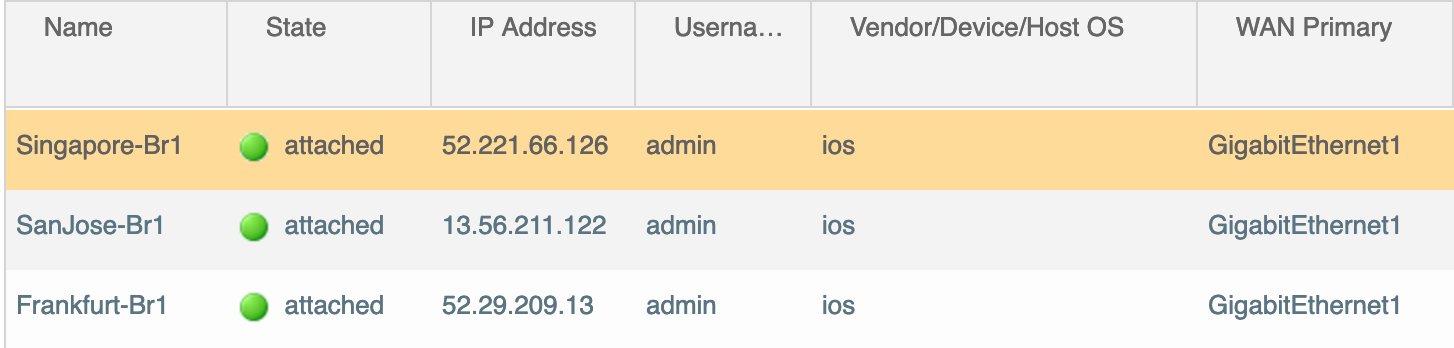 Name State IP Address Userna... Vendor/Device/Host OS WAN Primary
Singapore-Br1 attached 52.221.66.126 admin ios GigabitEthernet1
SanJose-Br1 attached 13.56.211.122 admin ios GigabitEthernet1
Frankfurt-Br1 attached 52.29.209.13 admin ios GigabitEthernet1